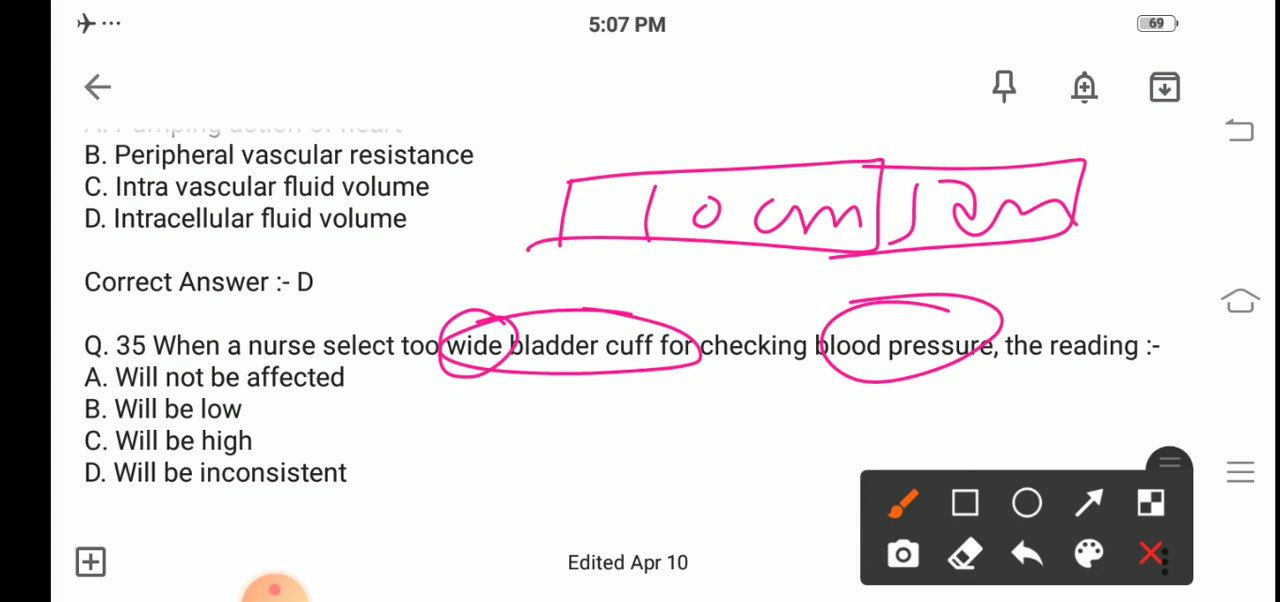 5:07 PM
69
B. Peripheral vascular resistance
10 cm
C. Intra vascular fluid volume
D. Intracellular fluid volume
Correct Answer :- D
Q. 35 When a nurse select too wide bladder cuff for checking blood pressure, the reading :-
A. Will not be affected
B. Will be low
C. Will be high
D. Will be inconsistent
Edited Apr 10